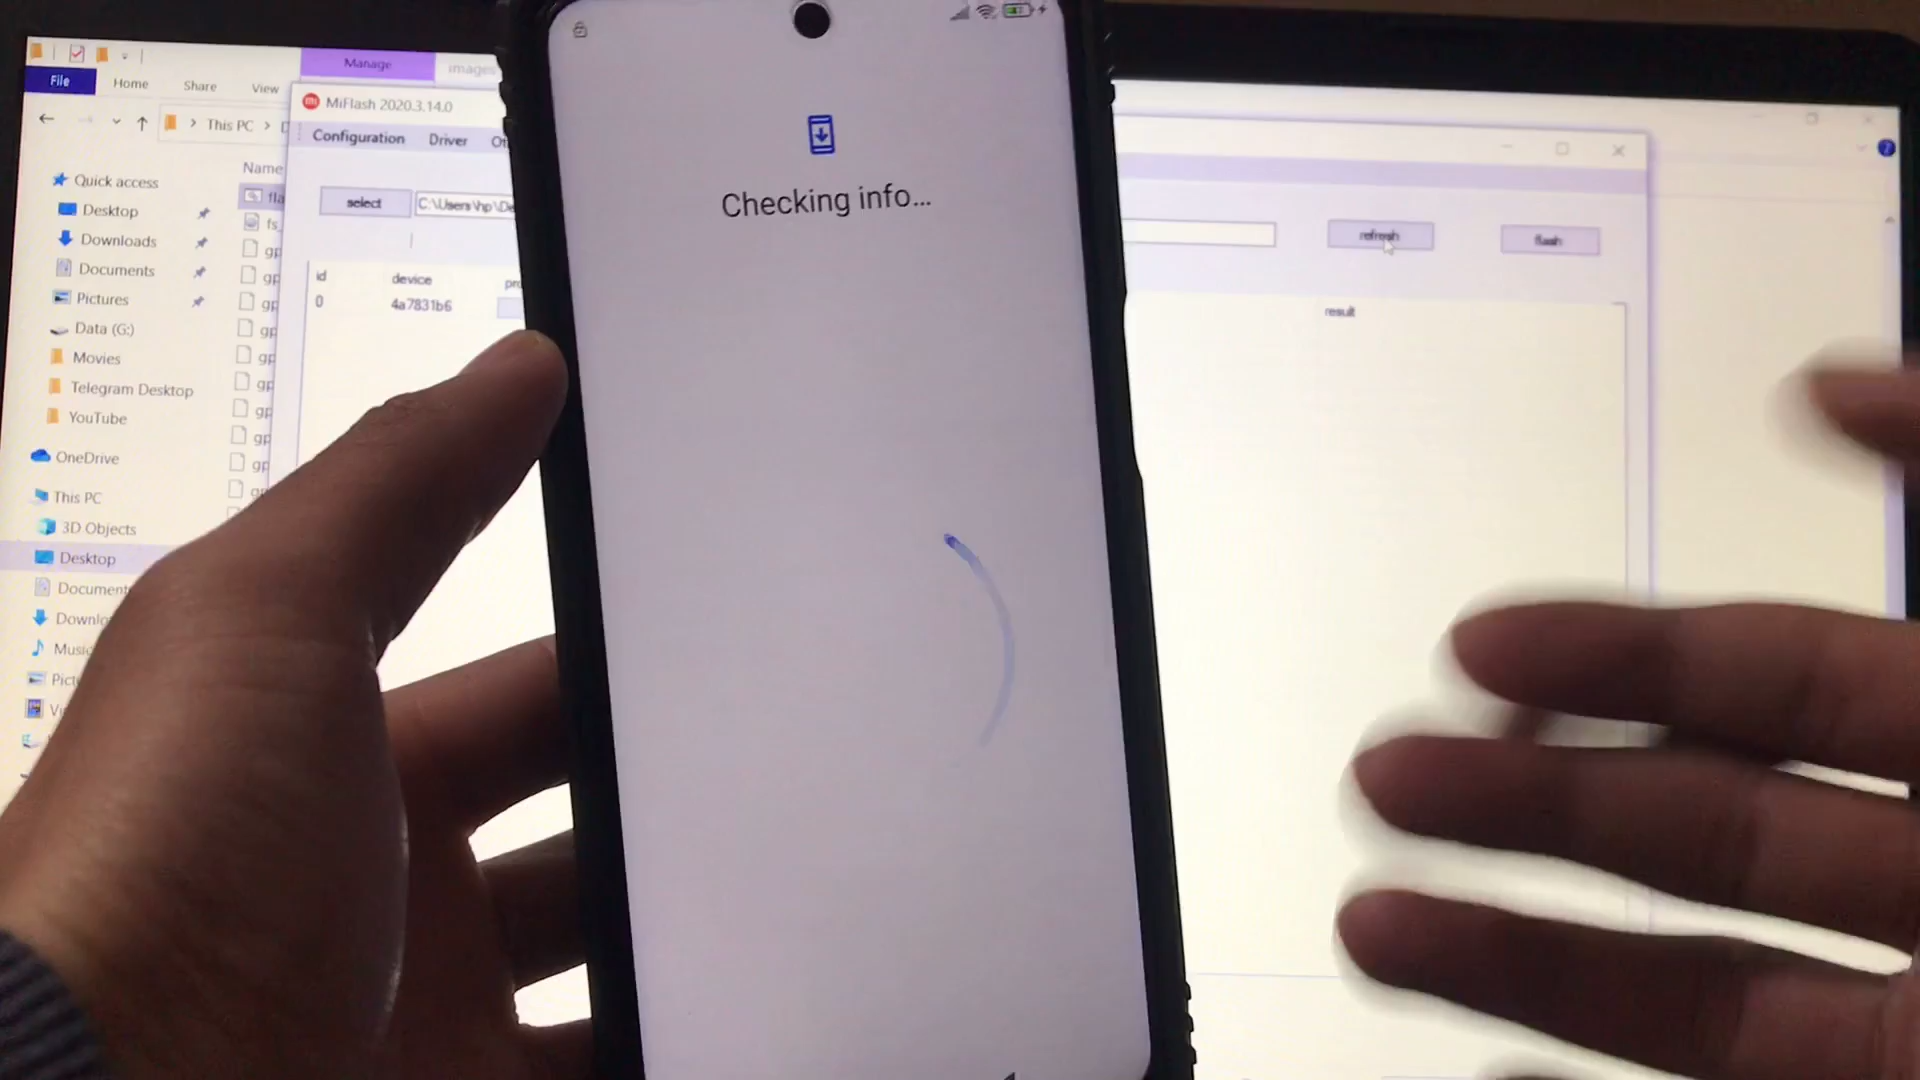 File
Home
Share
View
Manage
images
This PC
Name
Quick access
Desktop
Downloads
Documents
Pictures
Data (G:)
Movies
Telegram Desktop
YouTube
OneDrive
This PC
3D Objects
Desktop
MiFlash 2020.3.14.0
Configuration
Driver
select
C:\Users\hp\De
refresh
flash
id
device
result
0
4a7831b6
Checking info...